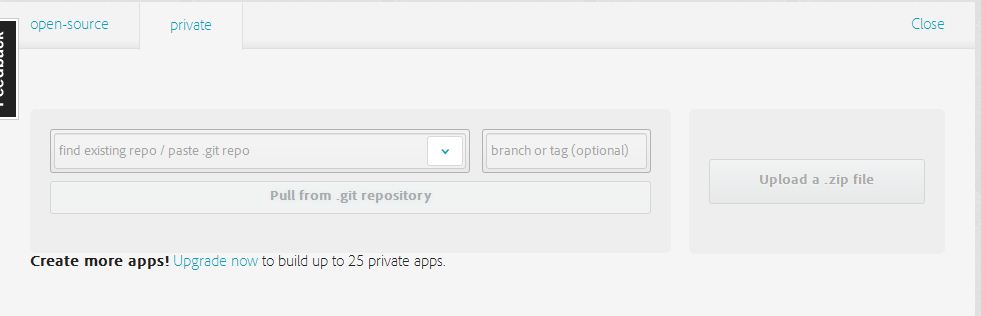 open-source
private
Close
Feedback
find existing repo / paste .git repo
branch or tag (optional)
Pull from .git repository
Upload a .zip file
Create more apps! Upgrade now to build up to 25 private apps.